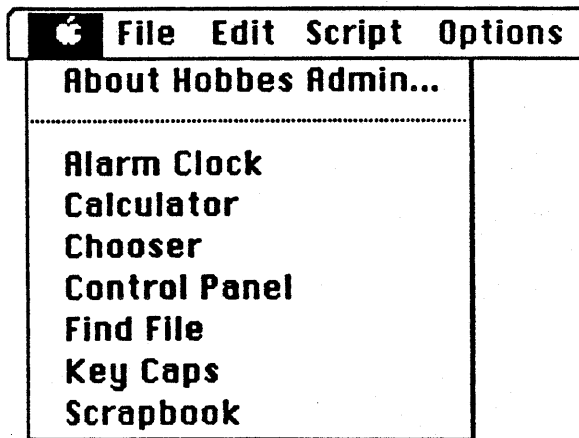 File Edit Script Options
About Hobbes Admin...
Alarm Clock
Calculator
Chooser
Control Panel
Find File
Key Caps
Scrapbook